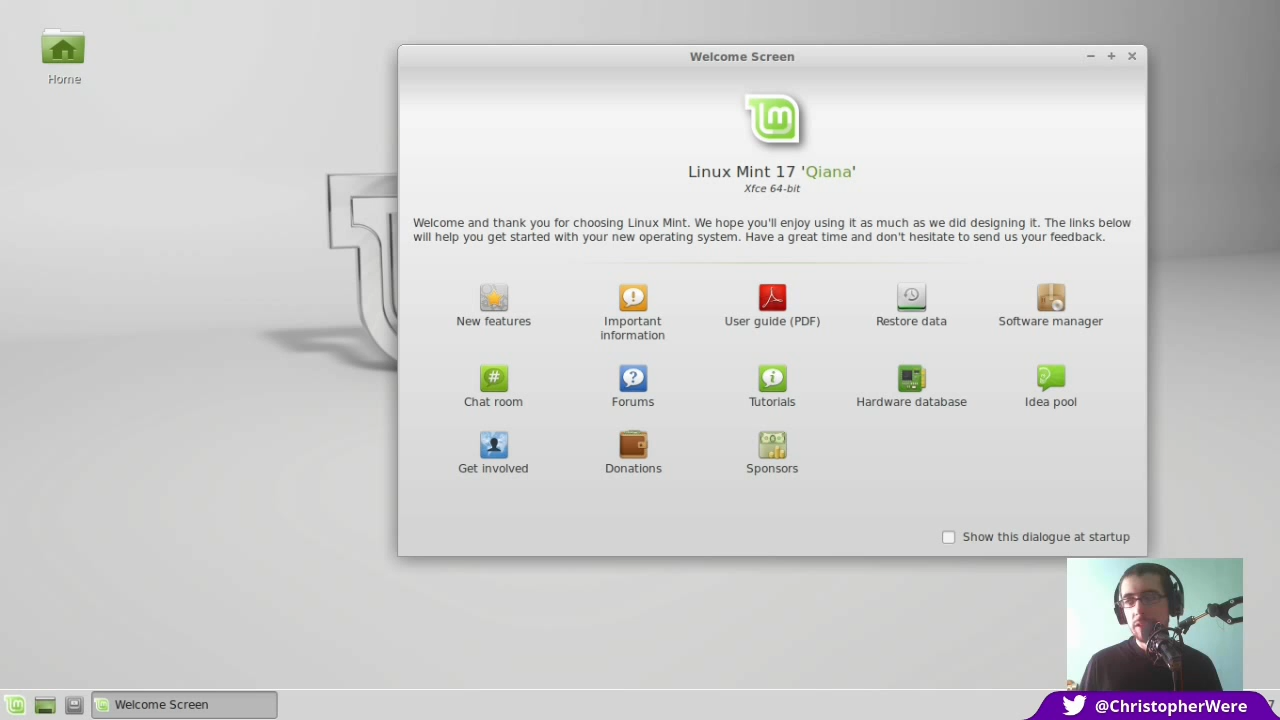 Home
Welcome Screen
Linux Mint 17 'Qiana'
Xfce 64-bit
Welcome and thank you for choosing Linux Mint. We hope you'll enjoy using it as much as we did designing it. The links below
will help you get started with your new operating system. Have a great time and don't hesitate to send us your feedback.
New features
Important
information
User guide (PDF)
Restore data
Software manager
Chat room
Forums
Tutorials
Hardware database
Idea pool
Get involved
Donations
Sponsors
Show this dialogue at startup
Welcome Screen
@ChristopherWere
7